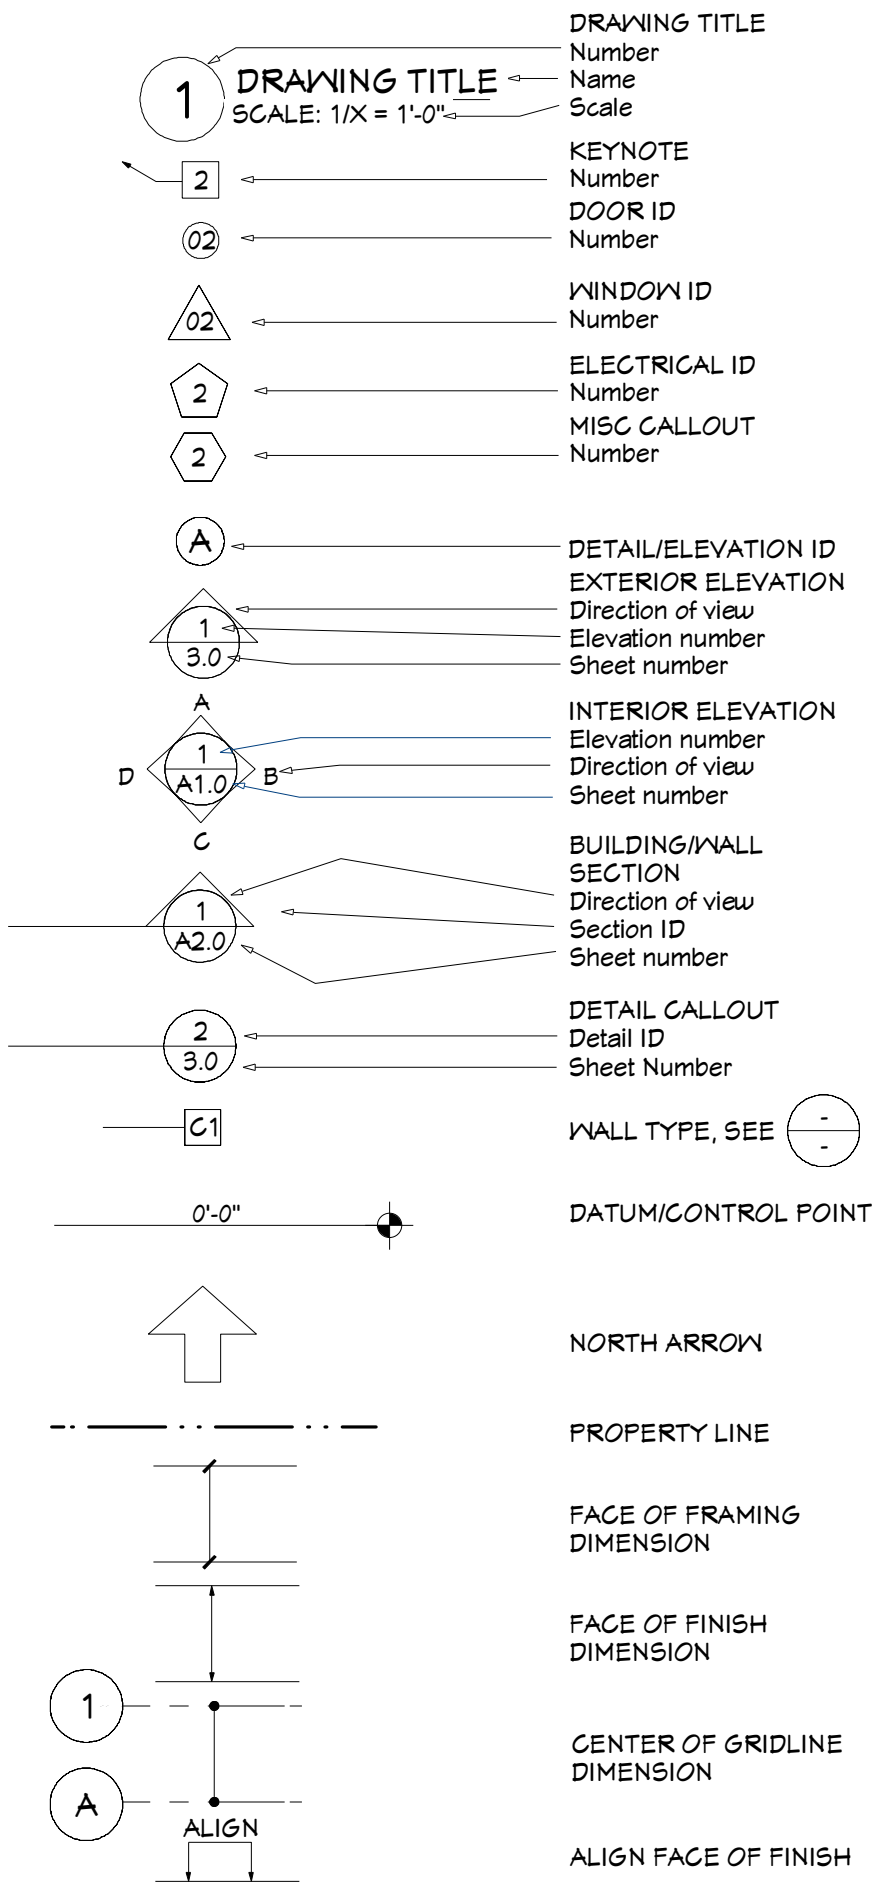 DRAWING TITLE
Number
1 DRAWING TITLE Name
SCALE: 1/X = 1'-0" Scale
KEYNOTE
2 Number
DOOR ID
02 Number
WINDOW ID
02 Number
ELECTRICAL ID
2 Number
MISC CALLOUT
2 Number
A DETAIL/ELEVATION ID
EXTERIOR ELEVATION
Direction of view
1 Elevation number
3.0 Sheet number
A INTERIOR ELEVATION
1 Elevation number
D B Direction of view
A1.0 Sheet number
C BUILDING/WALL
SECTION
Direction of view
1 Section ID
A2.0 Sheet number
DETAIL CALLOUT
2 Detail ID
3.0 Sheet Number
C1 WALL TYPE, SEE -
-
0'-0" DATUM/CONTROL POINT
NORTH ARROW
PROPERTY LINE
FACE OF FRAMING
DIMENSION
FACE OF FINISH
DIMENSION
1
CENTER OF GRIDLINE
DIMENSION
A
ALIGN
ALIGN FACE OF FINISH